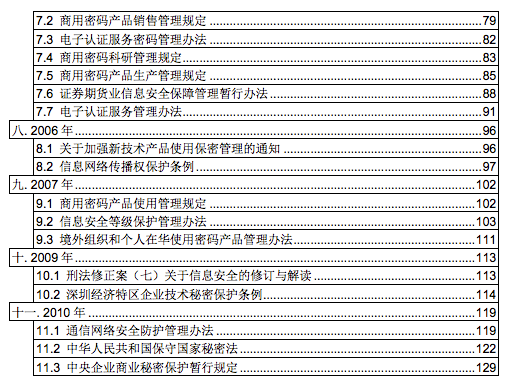 7.2 商用密码产品销售管理规定 79
7.3 电子认证服务密码管理办法 82
7.4 商用密码科研管理规定 83
7.5 商用密码产品生产管理规定 85
7.6 证券期货业信息安全保障管理暂行办法 88
7.7 电子认证服务管理办法 91
八. 2006 年 96
8.1 关于加强新技术产品使用保密管理的通知 96
8.2 信息网络传播权保护条例 97
九. 2007 年 102
9.1 商用密码产品使用管理规定 102
9.2 信息安全等级保护管理办法 103
9.3 境外组织和个人在华使用密码产品管理办法 111
十. 2009 年 113
10.1 刑法修正案（七）关于信息安全的修订与解读 113
10.2 深圳经济特区企业技术秘密保护条例 114
十一. 2010 年 119
11.1 通信网络安全防护管理办法 119
11.2 中华人民共和国保守国家秘密法 122
11.3 中央企业商业秘密保护暂行规定 129